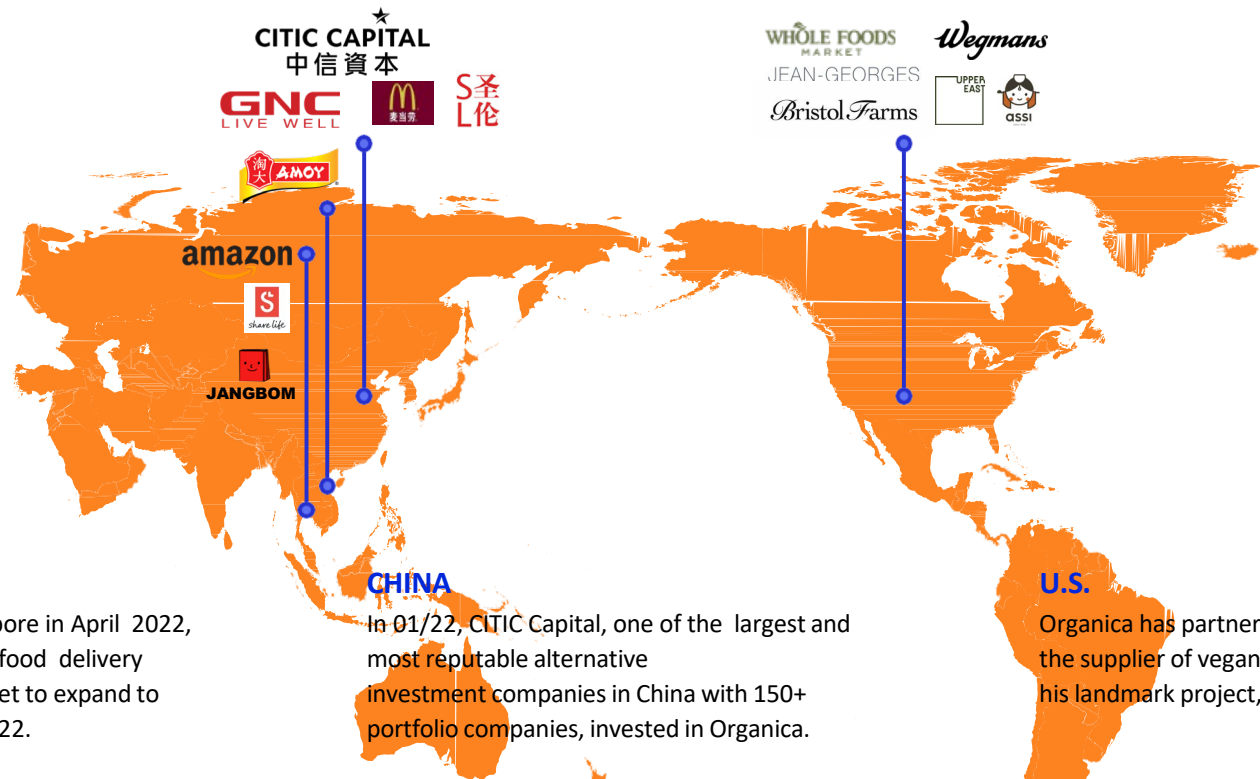 CITIC CAPITAL
中信資本
GNC
LIVE WELL
麦当劳
S圣
L伦
淘大 AMOY
amazon
share life
JANGBOM
WHOLE FOODS
MARKET
Wegmans
JEAN-GEORGES
Bristol Farms
UPPER
EAST
assi
pore in April 2022,
food delivery
et to expand to
22.
CHINA
In 01/22, CITIC Capital, one of the largest and
most reputable alternative
investment companies in China with 150+
portfolio companies, invested in Organica.
U.S.
Organica has partner
the supplier of vegan
his landmark project,